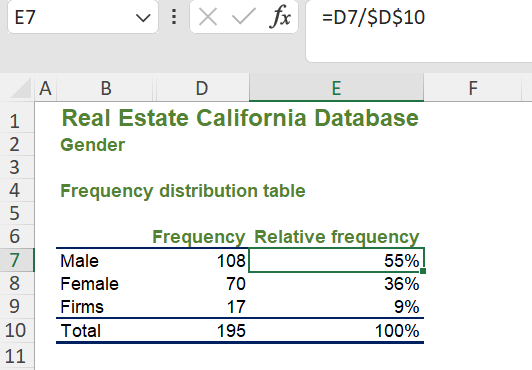 E7 fx =D7/$D$10
A B D E F
1 Real Estate California Database
2 Gender
3
4 Frequency distribution table
5
6 Frequency Relative frequency
7 Male 108 55%
8 Female 70 36%
9 Firms 17 9%
10 Total 195 100%
11